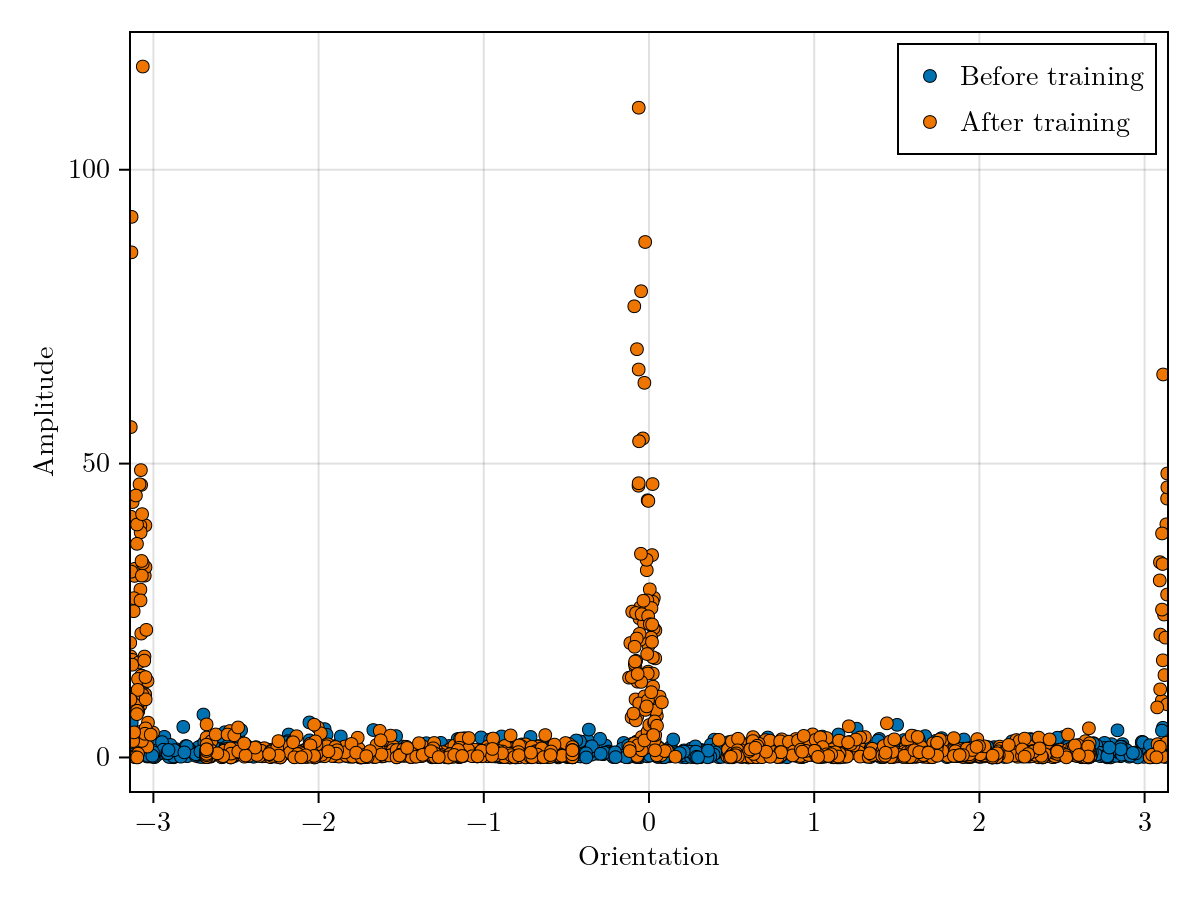 Before training
After training
100
50
0
Amplitude
−3 −2 −1 0 1 2 3
Orientation